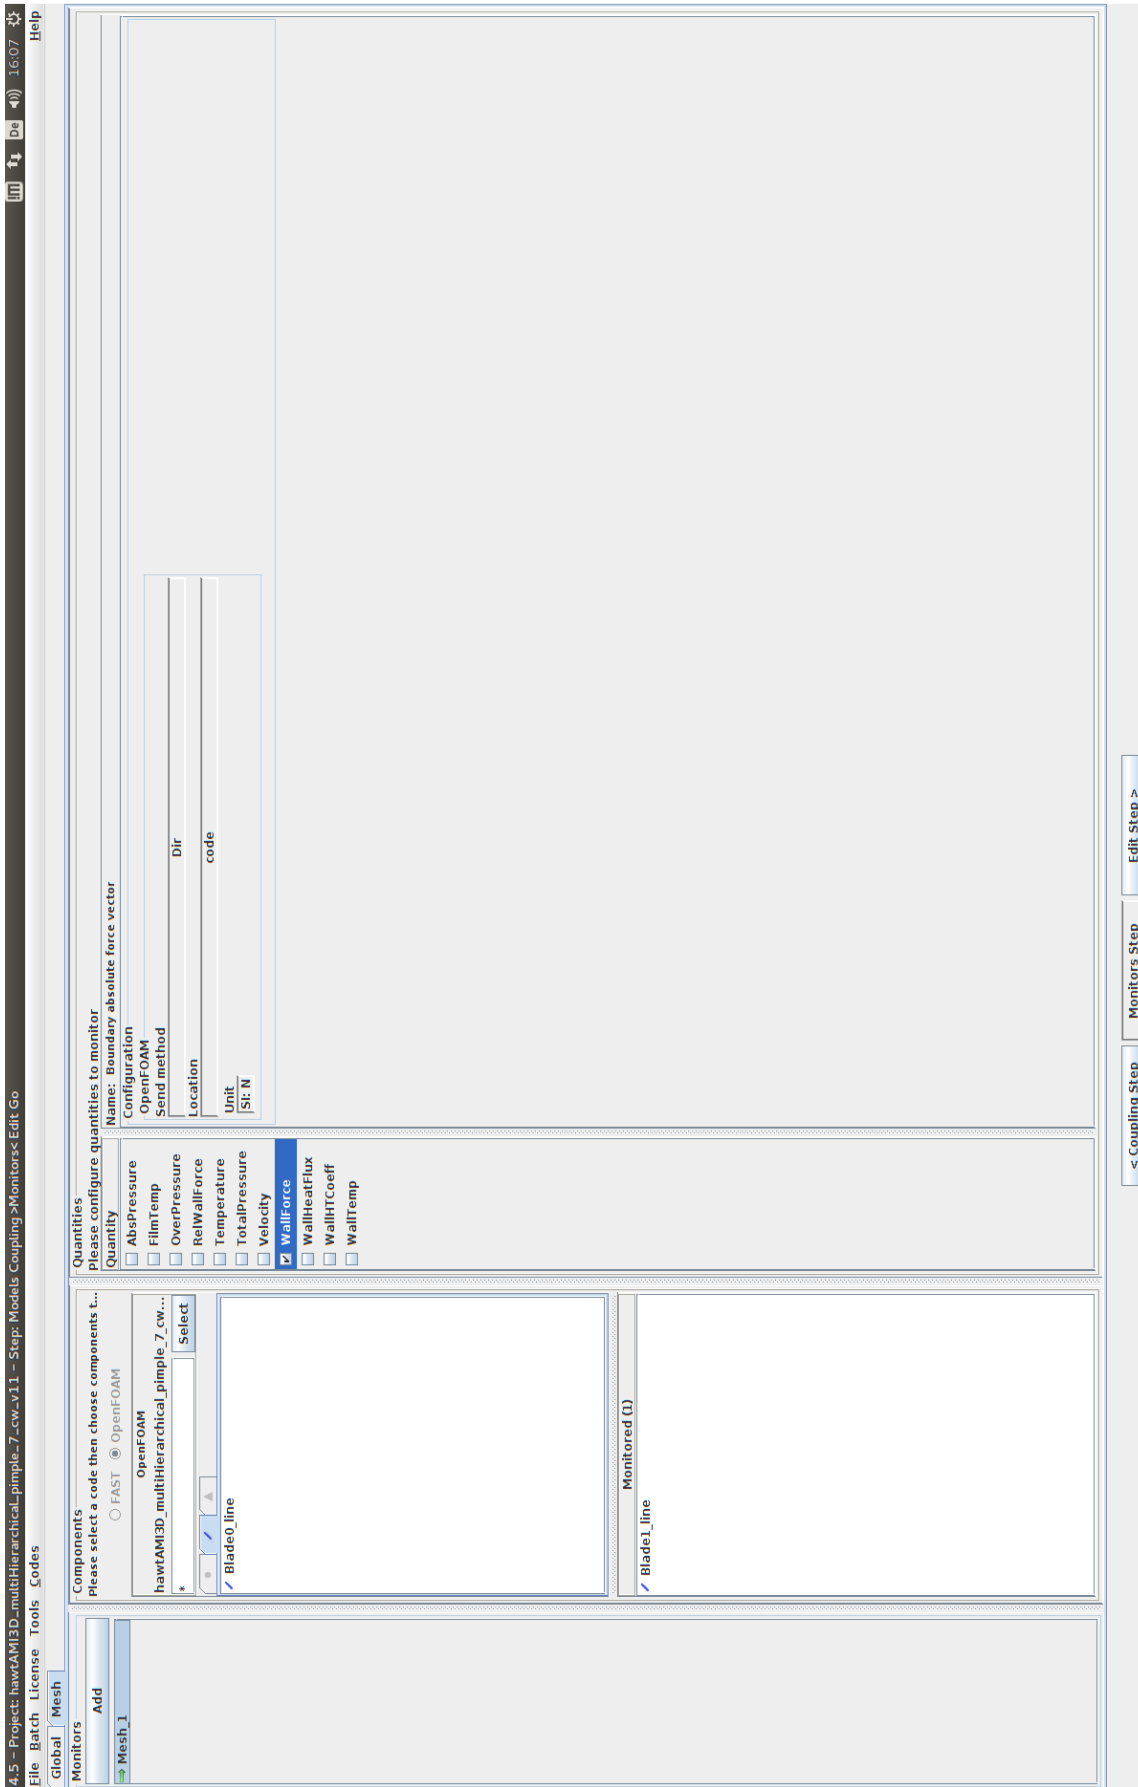 4.5 – Project: hawtAMI3D_multiHierarchical_pimple_7_cw_v11 – Step: Models Coupling >Monitors< Edit Go
De 16:07
File Batch License Tools Codes Help
Global Mesh
Monitors
Add
Mesh_1
Components
Please select a code then choose components t...
FAST OpenFOAM
OpenFOAM
hawtAMI3D_multiHierarchical_pimple_7_cw...
* Select
Blade0_line
Monitored (1)
Blade1_line
Quantities
Please configure quantities to monitor
Quantity
AbsPressure
FilmTemp
OverPressure
RelWallForce
Temperature
TotalPressure
Velocity
WallForce
WallHeatFlux
WallHTCoeff
WallTemp
Name: Boundary absolute force vector
Configuration
OpenFOAM
Send method
Dir
Location
code
Unit
SI: N
< Coupling Step Monitors Step Edit Step >